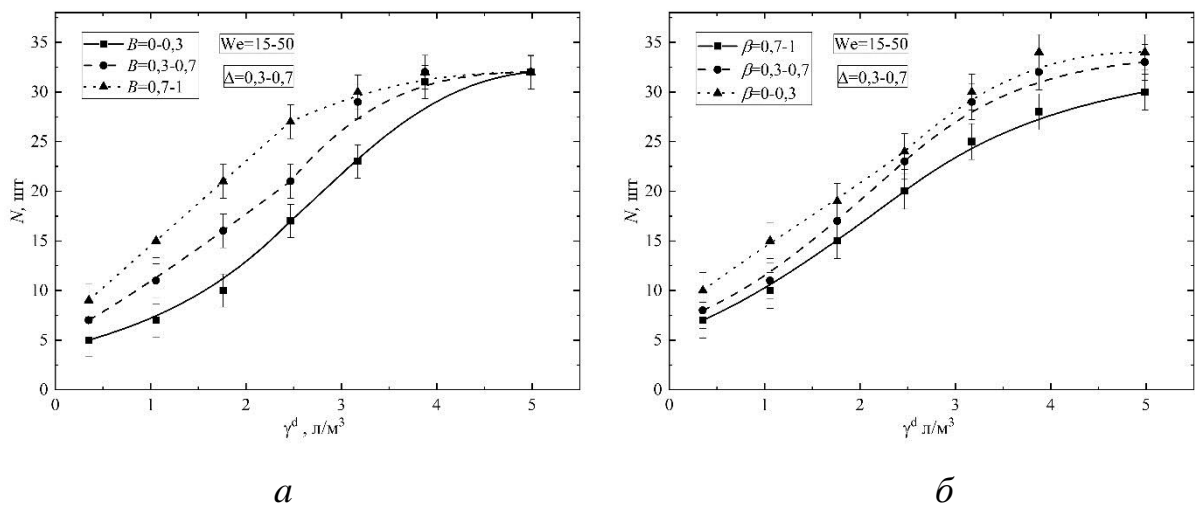 B=0-0,3
B=0,3-0,7
B=0,7-1
We=15-50
Δ=0,3-0,7
35
30
25
20
15
10
5
0
N, шт
0 1 2 3 4 5
γᵈ , л/м³
а
β=0,7-1
β=0,3-0,7
β=0-0,3
We=15-50
Δ=0,3-0,7
35
30
25
20
15
10
5
0
N, шт
0 1 2 3 4 5
γᵈ л/м³
б